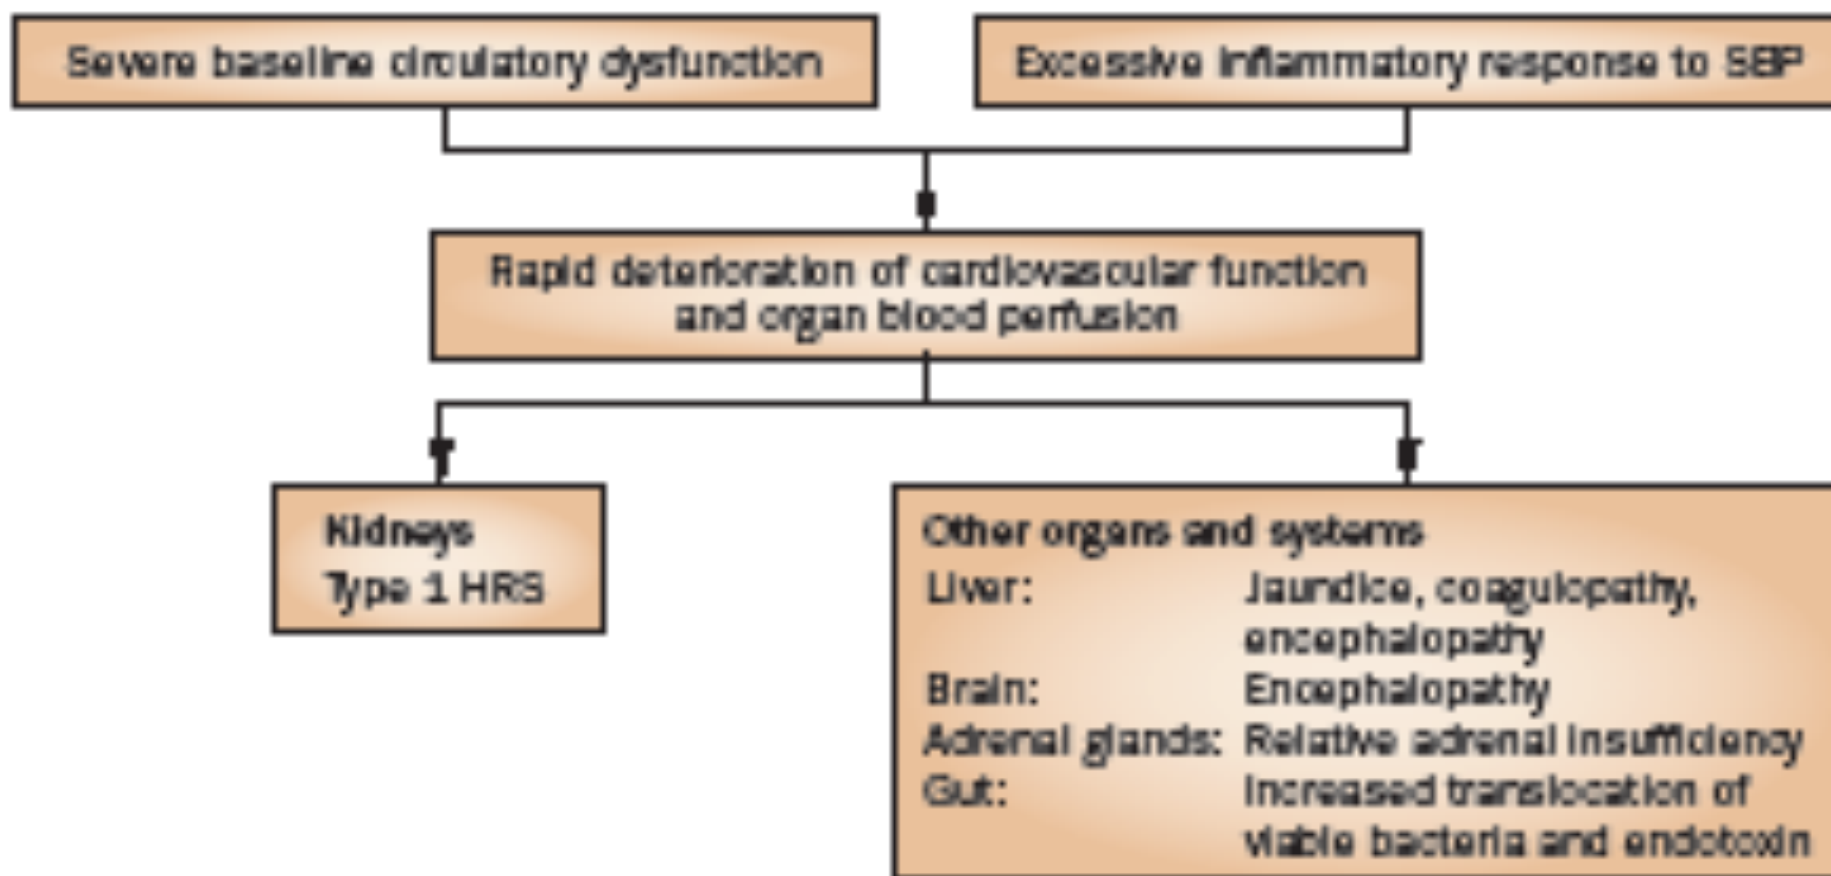 Severe baseline circulatory dysfunction
Excessive inflammatory response to SBP
Rapid deterioration of cardiovascular function
and organ blood perfusion
Kidneys
Type 1 HRS
Other organs and systems
Liver: Jaundice, coagulopathy,
encephalopathy
Brain: Encephalopathy
Adrenal glands: Relative adrenal insufficiency
Gut: Increased translocation of
viable bacteria and endotoxin